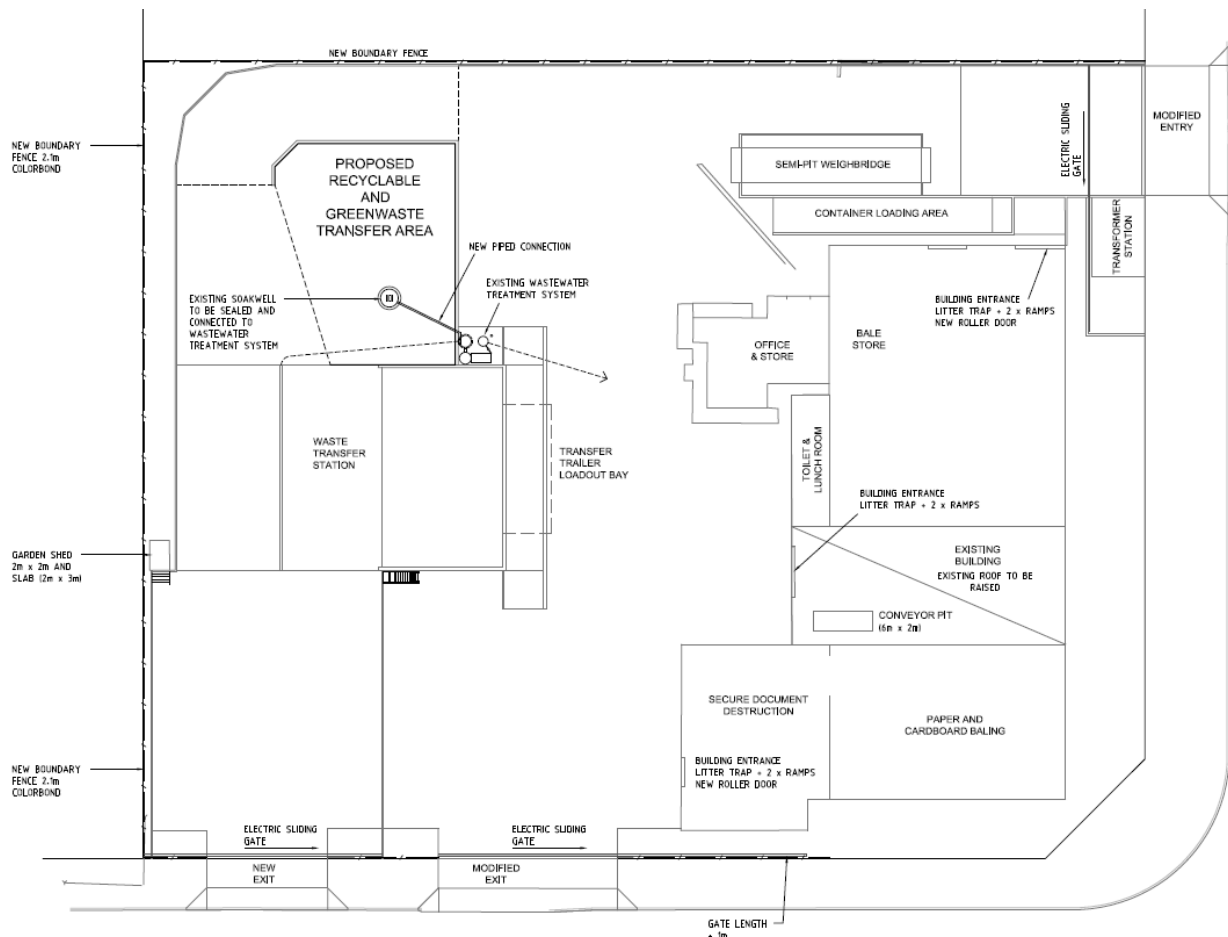 NEW BOUNDARY FENCE
NEW BOUNDARY
FENCE 2.1m
COLORBOND
PROPOSED
RECYCLABLE
AND
GREENWASTE
TRANSFER AREA
SEMI-PIT WEIGHBRIDGE
CONTAINER LOADING AREA
ELECTRIC SLIDING
GATE
MODIFIED
ENTRY
TRANSFORMER
STATION
NEW PIPED CONNECTION
EXISTING WASTEWATER
TREATMENT SYSTEM
EXISTING SOAKWELL
TO BE SEALED AND
CONNECTED TO
WASTEWATER
TREATMENT SYSTEM
BUILDING ENTRANCE
LITTER TRAP + 2 x RAMPS
NEW ROLLER DOOR
OFFICE
& STORE
BALE
STORE
WASTE
TRANSFER
STATION
TRANSFER
TRAILER
LOADOUT BAY
TOILET &
LUNCH ROOM
BUILDING ENTRANCE
LITTER TRAP + 2 x RAMPS
GARDEN SHED
2m x 2m AND
SLAB (2m x 3m)
EXISTING
BUILDING
EXISTING ROOF TO BE
RAISED
CONVEYOR PIT
(6m x 2m)
SECURE DOCUMENT
DESTRUCTION
PAPER AND
CARDBOARD BALING
NEW BOUNDARY
FENCE 2.1m
COLORBOND
BUILDING ENTRANCE
LITTER TRAP + 2 x RAMPS
NEW ROLLER DOOR
ELECTRIC SLIDING
GATE
ELECTRIC SLIDING
GATE
NEW
EXIT
MODIFIED
EXIT
GATE LENGTH
+ 1m